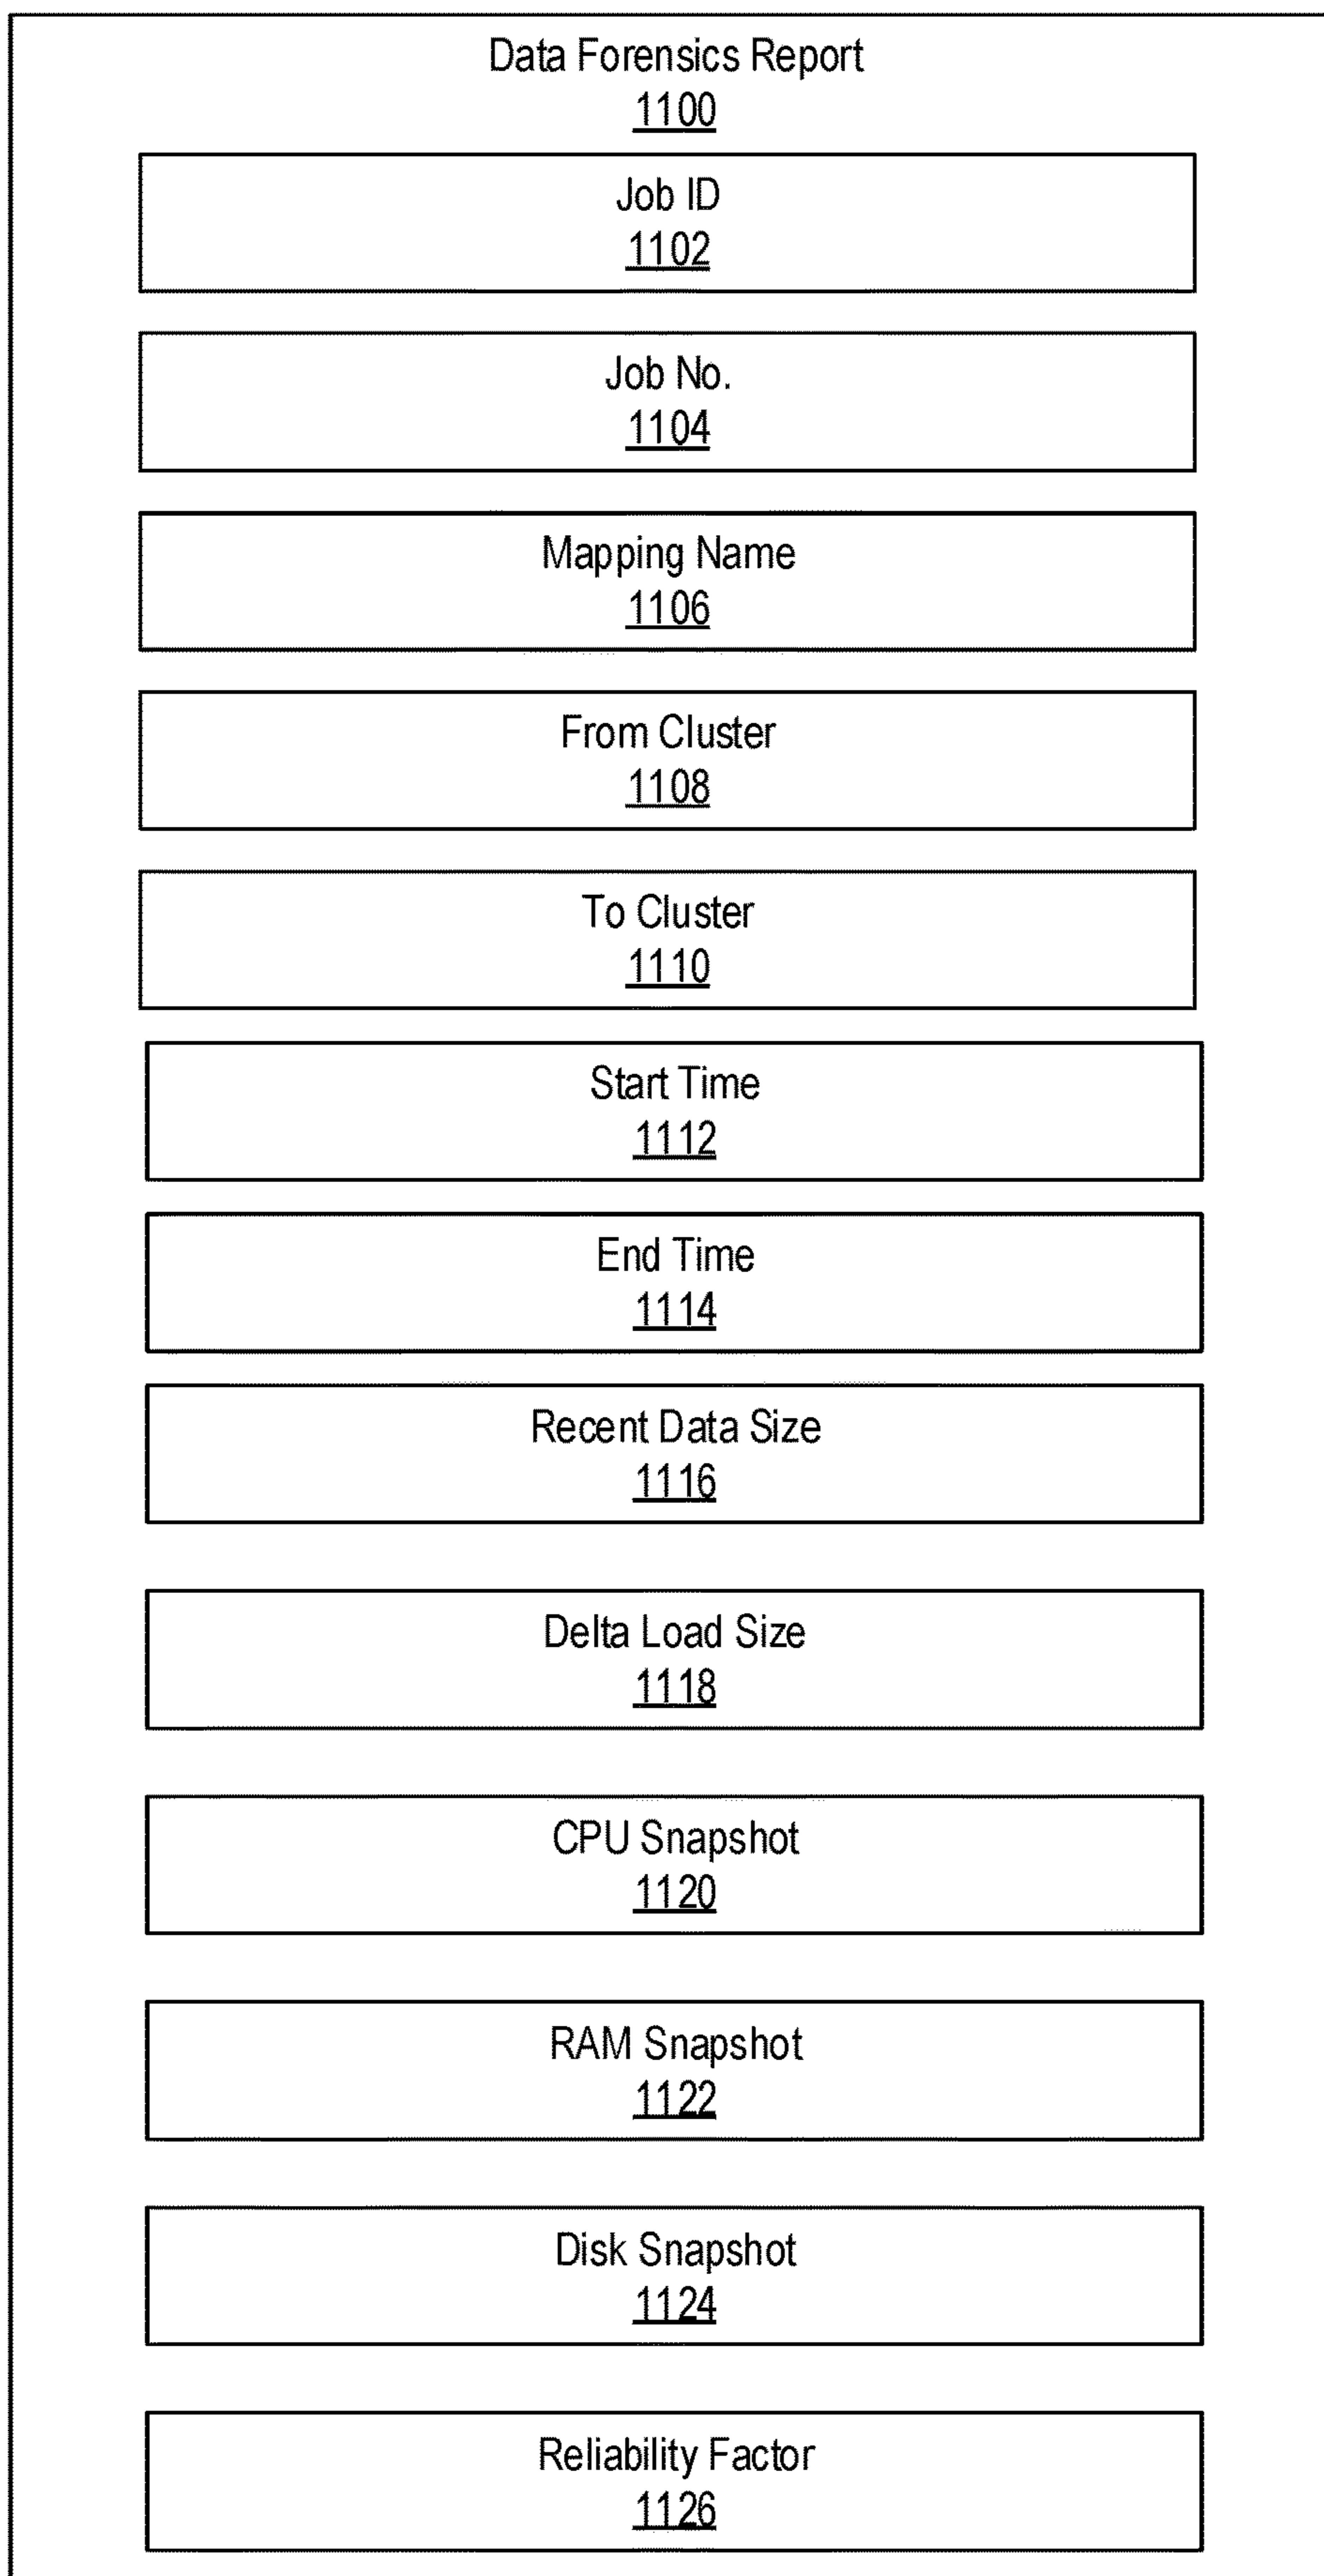 Data Forensics Report
1100
Job ID
1102
Job No.
1104
Mapping Name
1106
From Cluster
1108
To Cluster
1110
Start Time
1112
End Time
1114
Recent Data Size
1116
Delta Load Size
1118
CPU Snapshot
1120
RAM Snapshot
1122
Disk Snapshot
1124
Reliability Factor
1126